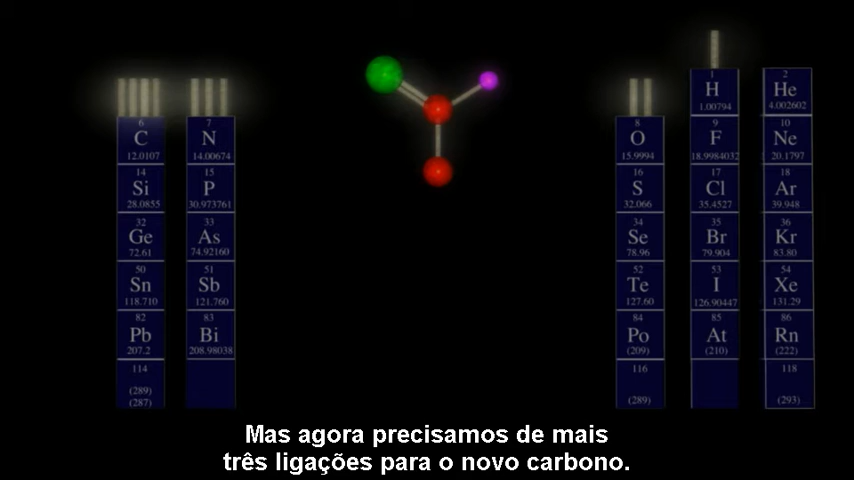 1
H
1.00794
2
He
4.002602
6
C
12.0107
7
N
14.00674
8
O
15.9994
9
F
18.9984032
10
Ne
20.1797
14
Si
28.0855
15
P
30.973761
16
S
32.066
17
Cl
35.4527
18
Ar
39.948
32
Ge
72.61
33
As
74.92160
34
Se
78.96
35
Br
79.904
36
Kr
83.80
50
Sn
118.710
51
Sb
121.760
52
Te
127.60
53
I
126.90447
54
Xe
131.29
82
Pb
207.2
83
Bi
208.98038
84
Po
(209)
85
At
(210)
86
Rn
(222)
114
(289)
(287)
116
(289)
118
(293)
Mas agora precisamos de mais
três ligações para o novo carbono.